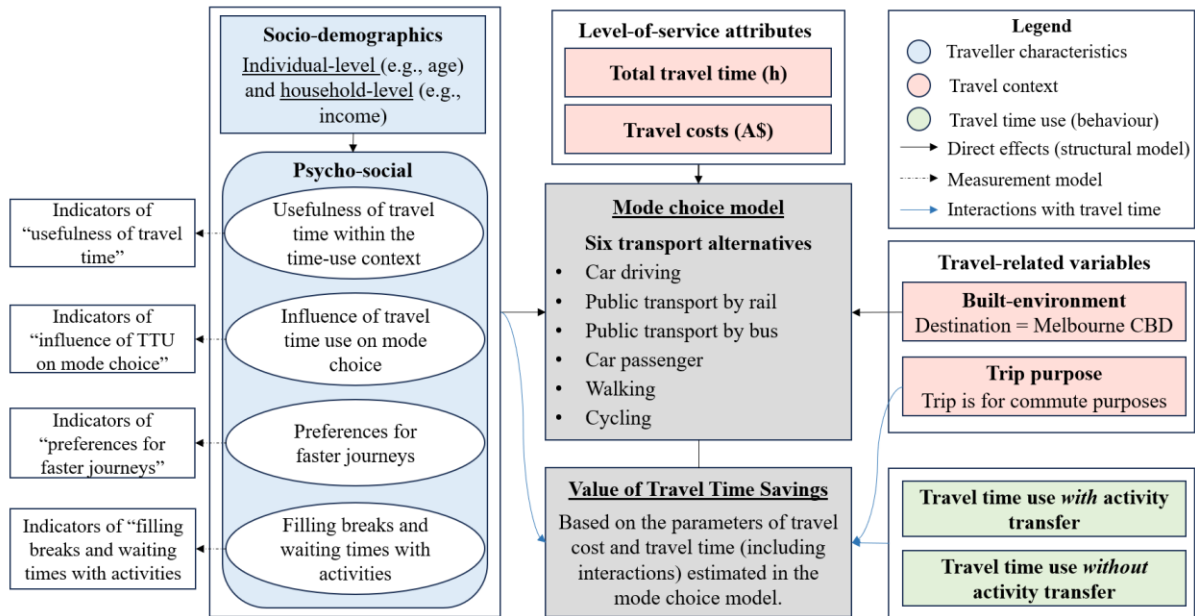 Socio-demographics
Individual-level (e.g., age)
and household-level (e.g.,
income)
Psycho-social
Usefulness of travel
time within the
time-use context
Influence of travel
time use on mode
choice
Preferences for
faster journeys
Filling breaks and
waiting times with
activities
Indicators of
“usefulness of travel
time”
Indicators of
“influence of TTU
on mode choice”
Indicators of
“preferences for
faster journeys”
Indicators of “filling
breaks and waiting
times with activities
Level-of-service attributes
Total travel time (h)
Travel costs (A$)
Mode choice model
Six transport alternatives
• Car driving
• Public transport by rail
• Public transport by bus
• Car passenger
• Walking
• Cycling
Value of Travel Time Savings
Based on the parameters of travel
cost and travel time (including
interactions) estimated in the
mode choice model.
Legend
Traveller characteristics
Travel context
Travel time use (behaviour)
Direct effects (structural model)
Measurement model
Interactions with travel time
Travel-related variables
Built-environment
Destination = Melbourne CBD
Trip purpose
Trip is for commute purposes
Travel time use with activity
transfer
Travel time use without
activity transfer